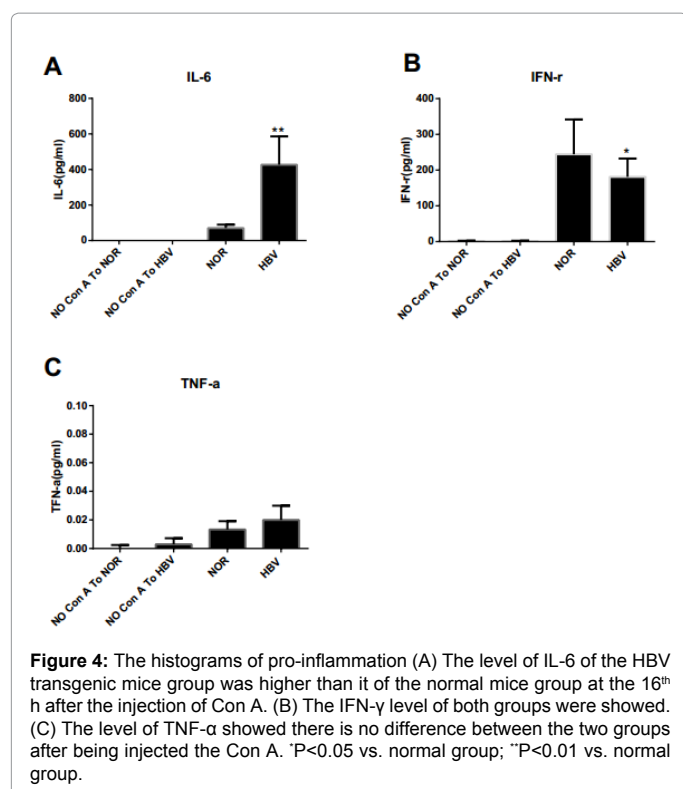 A
IL-6
IL-6(pg/ml)
800
600
400
200
0
**
NO Con A To NOR
NO Con A To HBV
NOR
HBV
B
IFN-r
IFN-r(pg/ml)
400
300
200
100
0
*
NO Con A To NOR
NO Con A To HBV
NOR
HBV
C
TNF-a
TFN-a(pg/ml)
0.10
0.08
0.06
0.04
0.02
0.00
NO Con A To NOR
NO Con A To HBV
NOR
HBV
Figure 4: The histograms of pro-inflammation (A) The level of IL-6 of the HBV
transgenic mice group was higher than it of the normal mice group at the 16th
h after the injection of Con A. (B) The IFN-γ level of both groups were showed.
(C) The level of TNF-α showed there is no difference between the two groups
after being injected the Con A. *P<0.05 vs. normal group; **P<0.01 vs. normal
group.